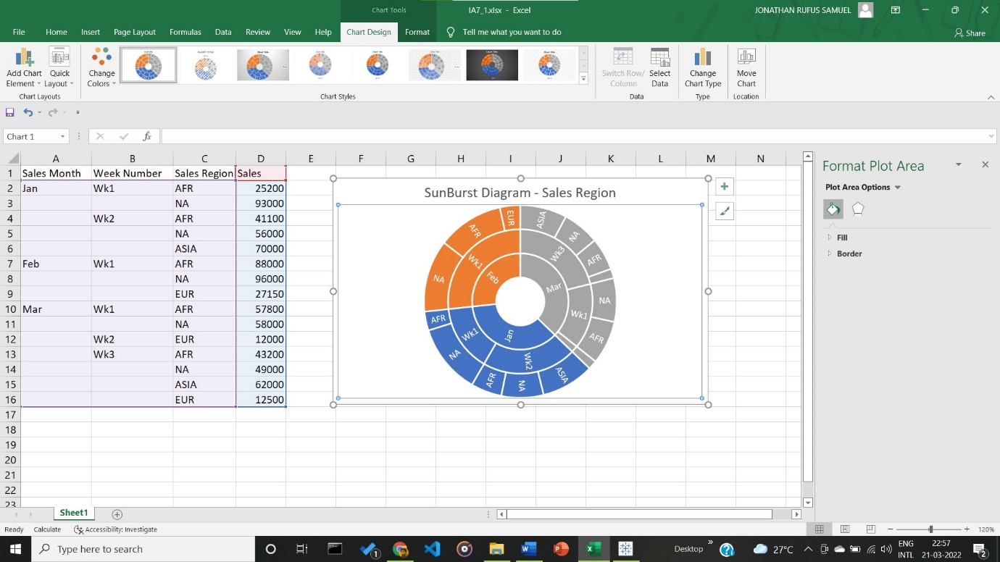 Chart Tools
IA7_1.xlsx - Excel
JONATHAN RUFUS SAMUEL
File Home Insert Page Layout Formulas Data Review View Help Chart Design Format Tell me what you want to do Share
Add Chart Element
Quick Layout
Change Colors
Switch Row/ Column
Select Data
Change Chart Type
Move Chart
Chart Layouts
Chart Styles
Data
Type
Location
Chart 1
fx
A B C D E F G H I J K L M N
1 Sales Month Week Number Sales Region Sales
2 Jan Wk1 AFR 25200
3 NA 93000
4 Wk2 AFR 41100
5 NA 56000
6 ASIA 70000
7 Feb Wk1 AFR 88000
8 NA 96000
9 EUR 27150
10 Mar Wk1 AFR 57800
11 NA 58000
12 Wk2 EUR 12000
13 Wk3 AFR 43200
14 NA 49000
15 ASIA 62000
16 EUR 12500
17
18
19
20
21
22
23
SunBurst Diagram - Sales Region
EUR
ASIA
AFR
NA
Wk3
Wk1
AFR
Feb
NA
Mar
NA
Wk1
AFR
AFR
Wk1
Jan
NA
Wk2
AFR
NA
ASIA
Format Plot Area
Plot Area Options
Fill
Border
Sheet1
Ready Calculate Accessibility: Investigate
120%
Type here to search
1
Desktop
27°C
ENG
INTL
22:57
21-03-2022
2